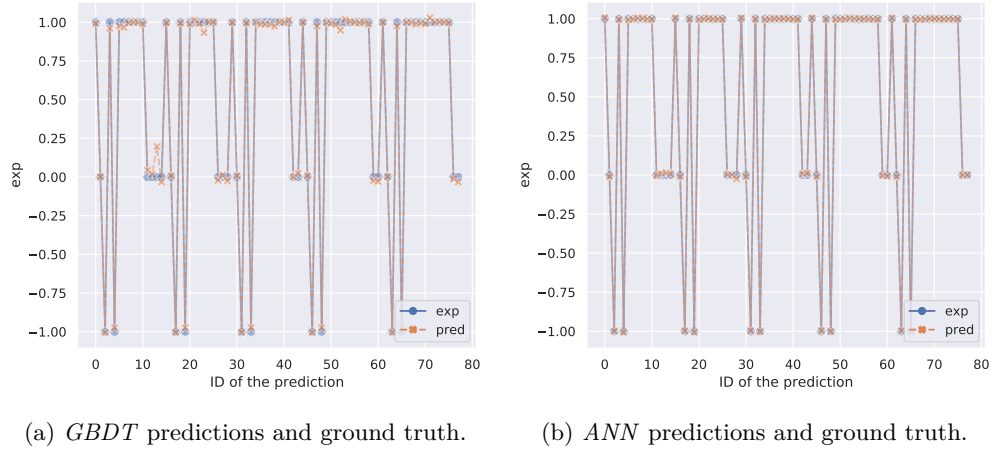 1.00
0.75
0.50
0.25
0.00
−0.25
−0.50
−0.75
−1.00
exp
0 10 20 30 40 50 60 70 80
ID of the prediction
exp
pred
(a) GBDT predictions and ground truth.
1.00
0.75
0.50
0.25
0.00
−0.25
−0.50
−0.75
−1.00
exp
0 10 20 30 40 50 60 70 80
ID of the prediction
exp
pred
(b) ANN predictions and ground truth.